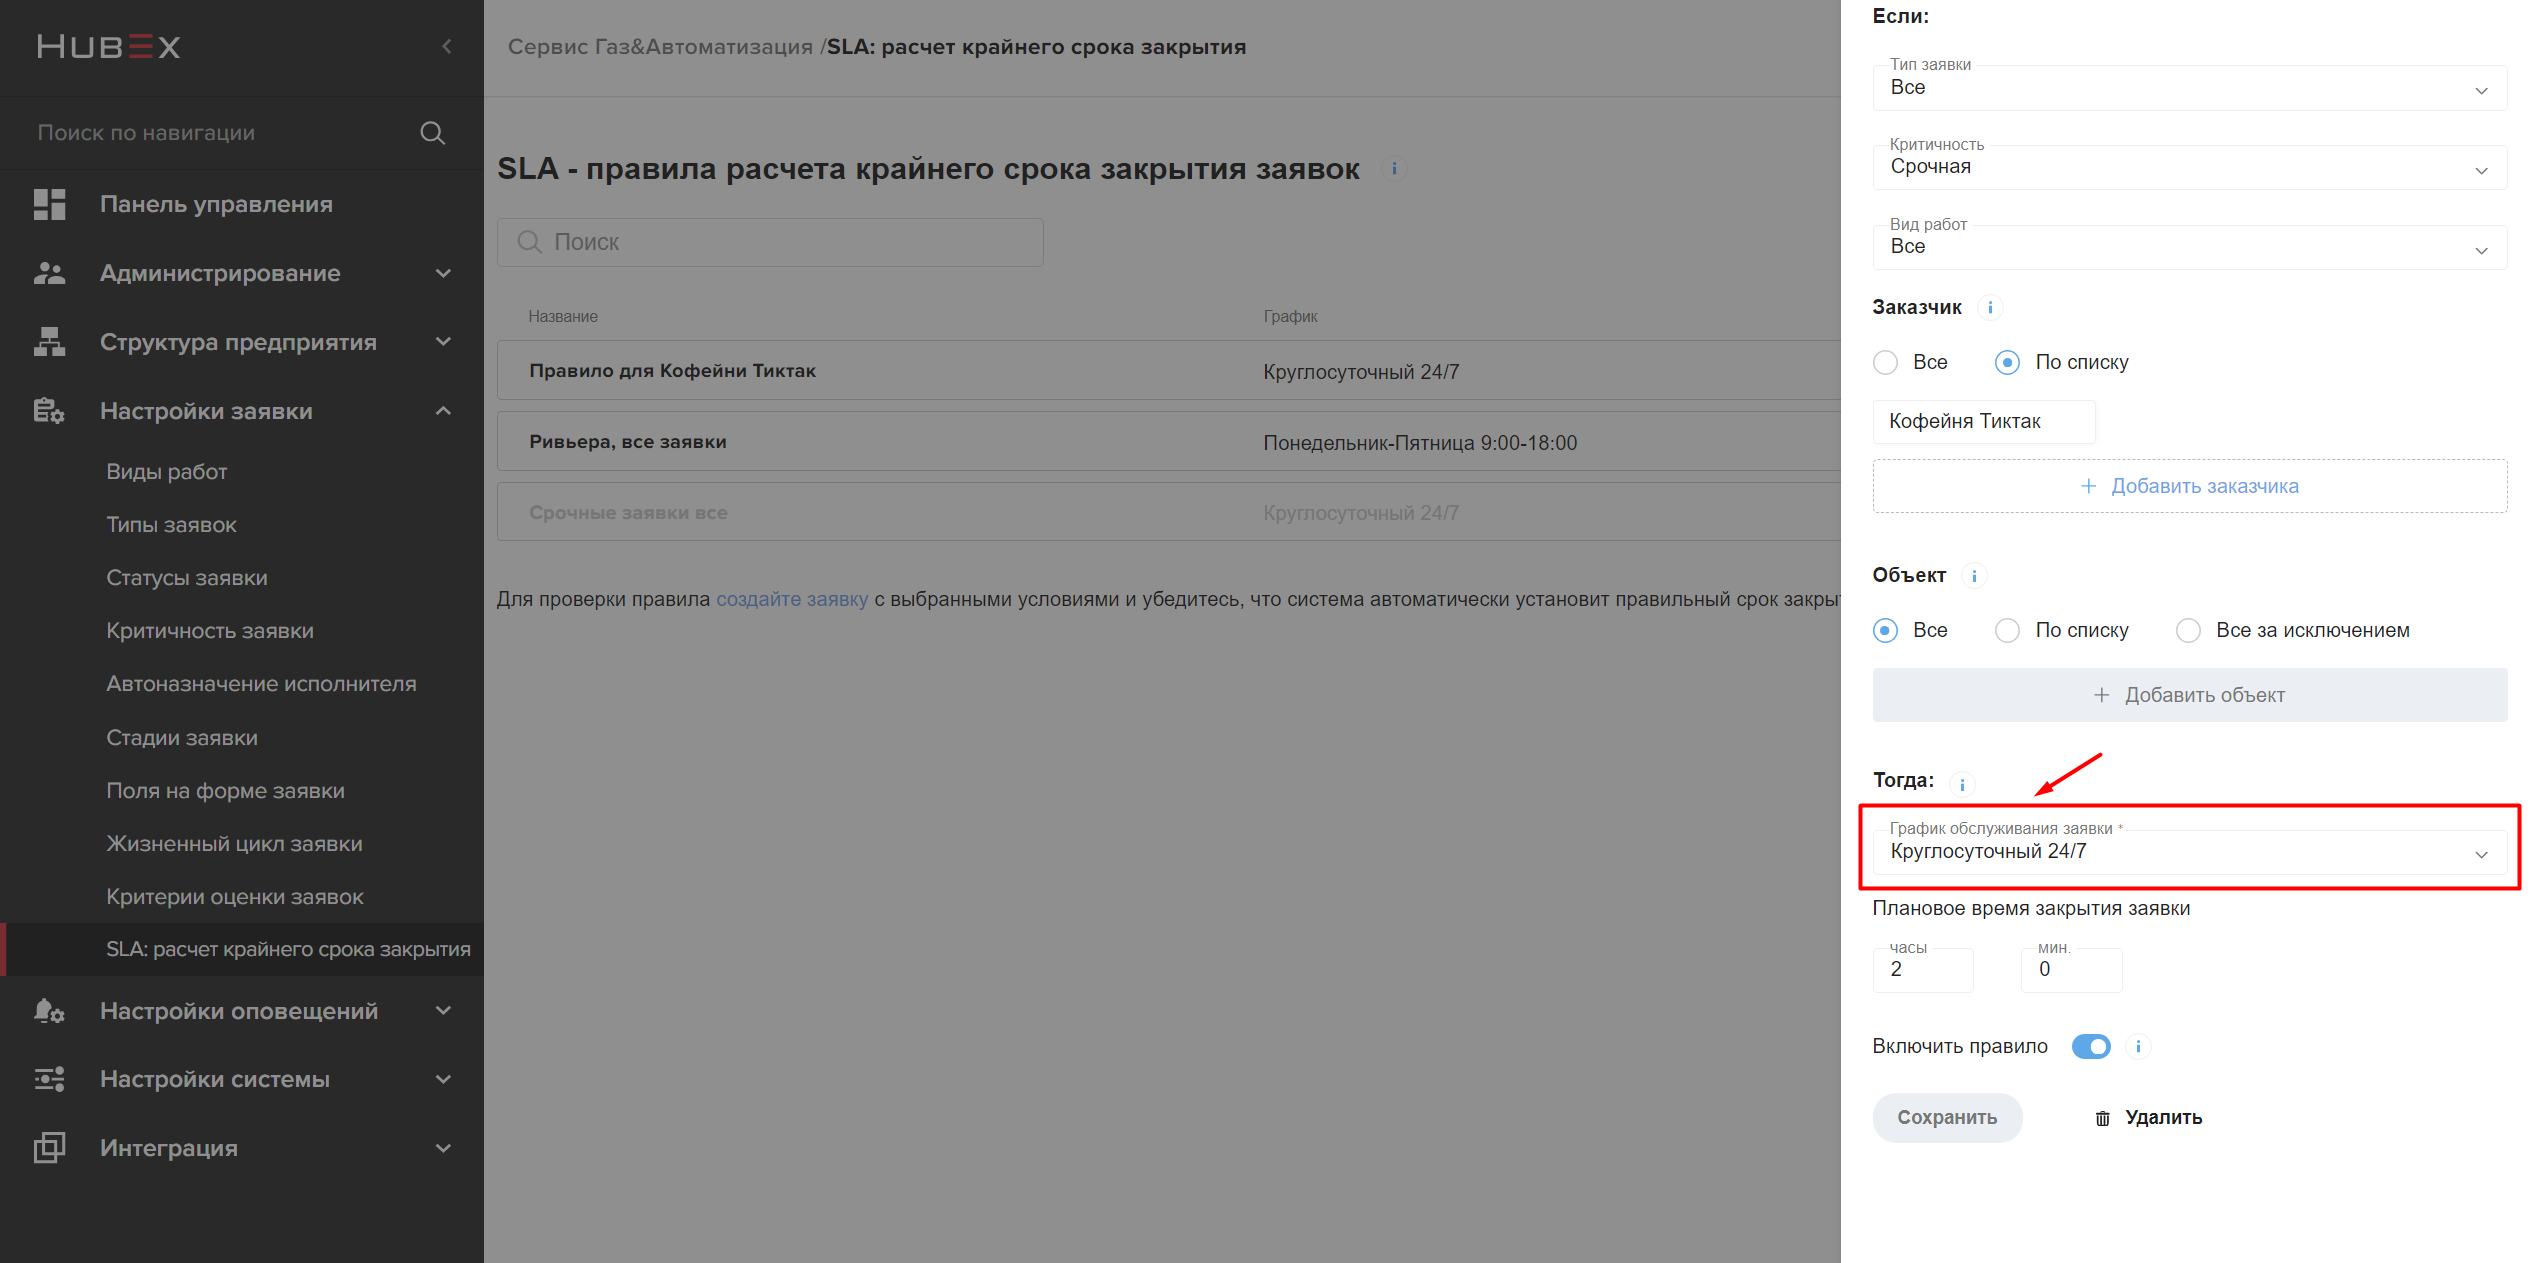 HUBEX
Поиск по навигации
Панель управления
Администрирование
Структура предприятия
Настройки заявки
Виды работ
Типы заявок
Статусы заявки
Критичность заявки
Автоназначение исполнителя
Стадии заявки
Поля на форме заявки
Жизненный цикл заявки
Критерии оценки заявок
SLA: расчет крайнего срока закрытия
Настройки оповещений
Настройки системы
Интеграция
Сервис Газ&Автоматизация /SLA: расчет крайнего срока закрытия
SLA - правила расчета крайнего срока закрытия заявок
Поиск
Название График
Правило для Кофейни Тиктак Круглосуточный 24/7
Ривьера, все заявки Понедельник-Пятница 9:00-18:00
Срочные заявки все Круглосуточный 24/7
Для проверки правила создайте заявку с выбранными условиями и убедитесь, что система автоматически установит правильный срок закры
Если:
Тип заявки
Все
Критичность
Срочная
Вид работ
Все
Заказчик
Все По списку
Кофейня Тиктак
+ Добавить заказчика
Объект
Все По списку Все за исключением
+ Добавить объект
Тогда:
График обслуживания заявки *
Круглосуточный 24/7
Плановое время закрытия заявки
часы мин.
2 0
Включить правило
Сохранить Удалить